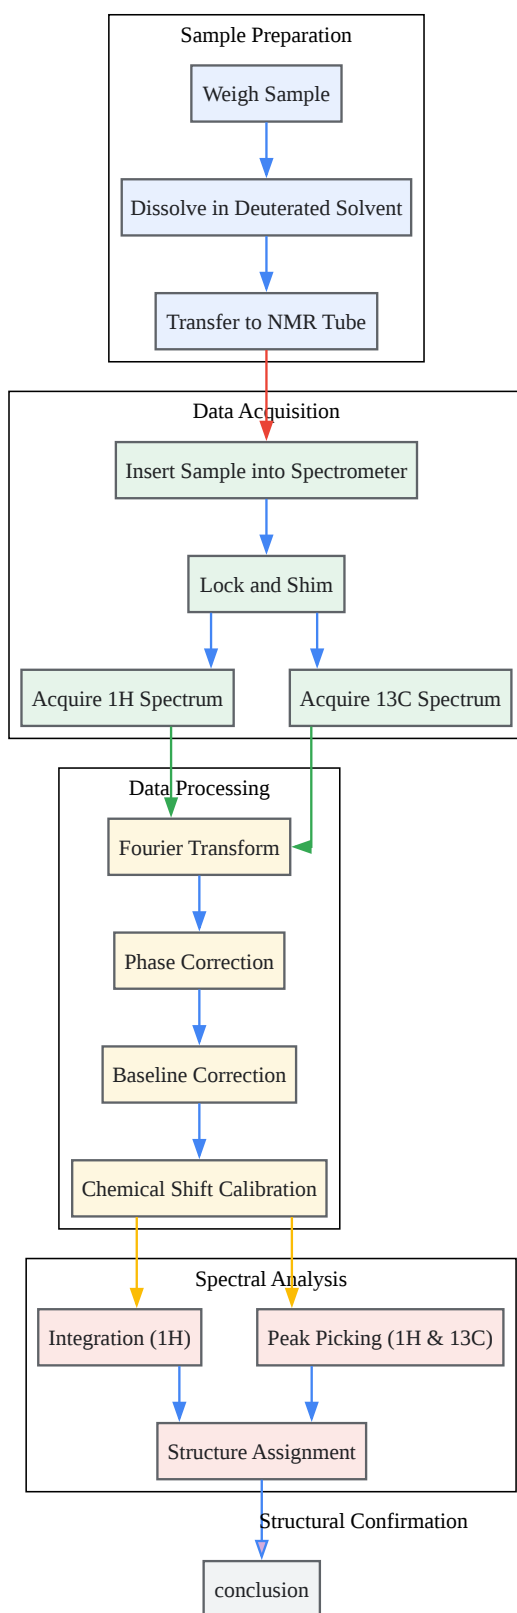 Sample Preparation
Weigh Sample
Dissolve in Deuterated Solvent
Transfer to NMR Tube
Data Acquisition
Insert Sample into Spectrometer
Lock and Shim
Acquire 1H Spectrum
Acquire 13C Spectrum
Data Processing
Fourier Transform
Phase Correction
Baseline Correction
Chemical Shift Calibration
Spectral Analysis
Integration (1H)
Peak Picking (1H & 13C)
Structure Assignment
Structural Confirmation
conclusion